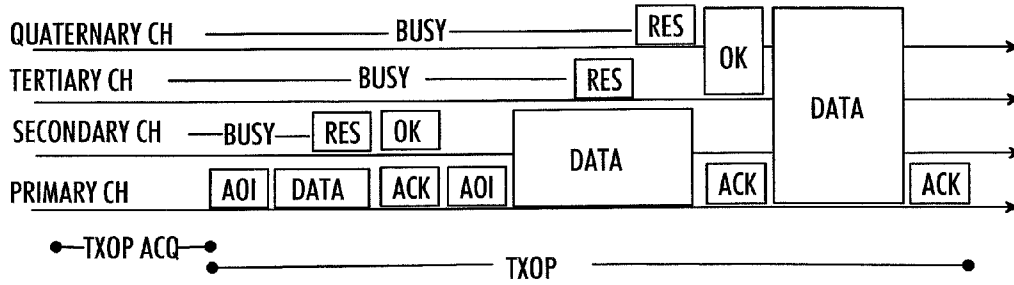 QUATERNARY CH BUSY RES
OK
TERTIARY CH BUSY RES
DATA
SECONDARY CH BUSY RES OK
DATA
PRIMARY CH AOI DATA ACK AOI ACK ACK
TXOP ACQ
TXOP